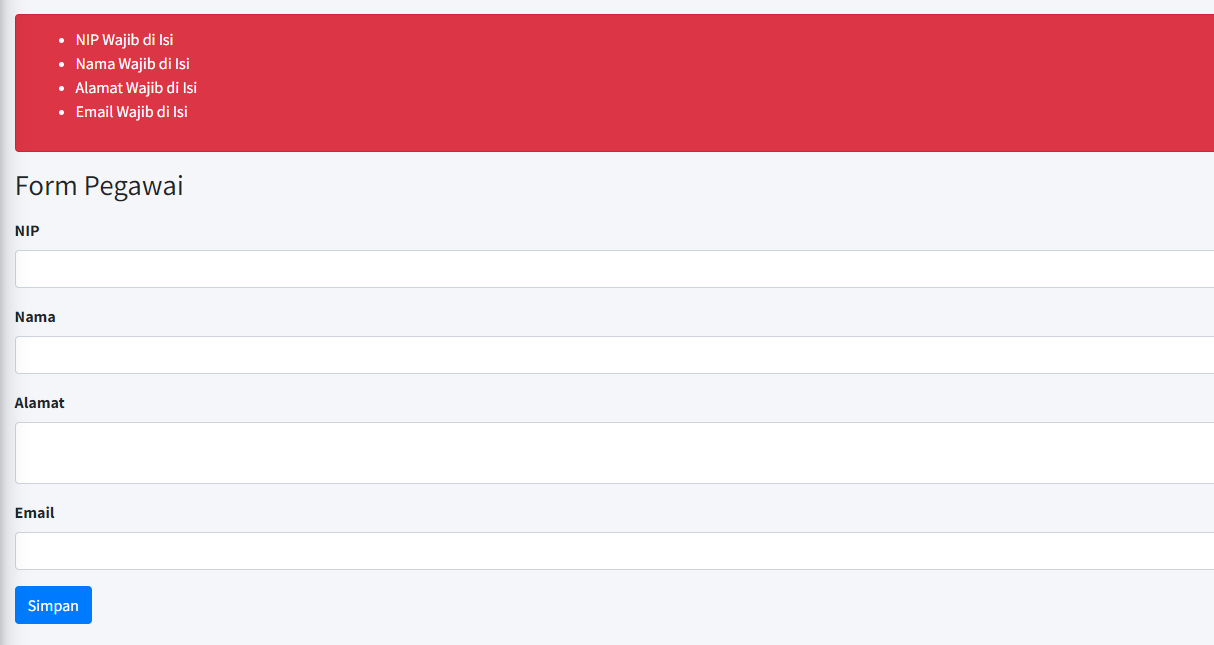 NIP Wajib di Isi
Nama Wajib di Isi
Alamat Wajib di Isi
Email Wajib di Isi
Form Pegawai
NIP
Nama
Alamat
Email
Simpan